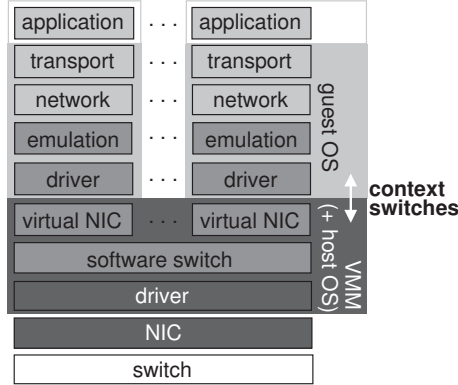 application . . . application
transport . . . transport
network . . . network
emulation . . . emulation
driver . . . driver
guest OS
context
switches
virtual NIC . . . virtual NIC
software switch
driver
VMM
(+ host OS)
NIC
switch